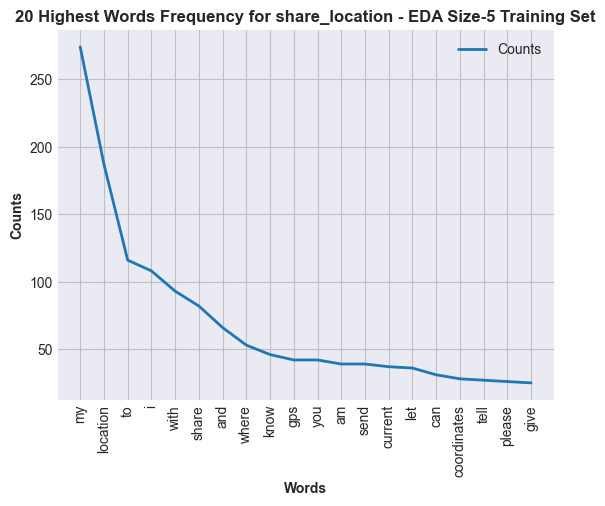 20 Highest Words Frequency for share_location - EDA Size-5 Training Set
Counts
250
200
150
100
50
Counts
my
location
to
i
with
share
and
where
know
gps
you
am
send
current
let
can
coordinates
tell
please
give
Words